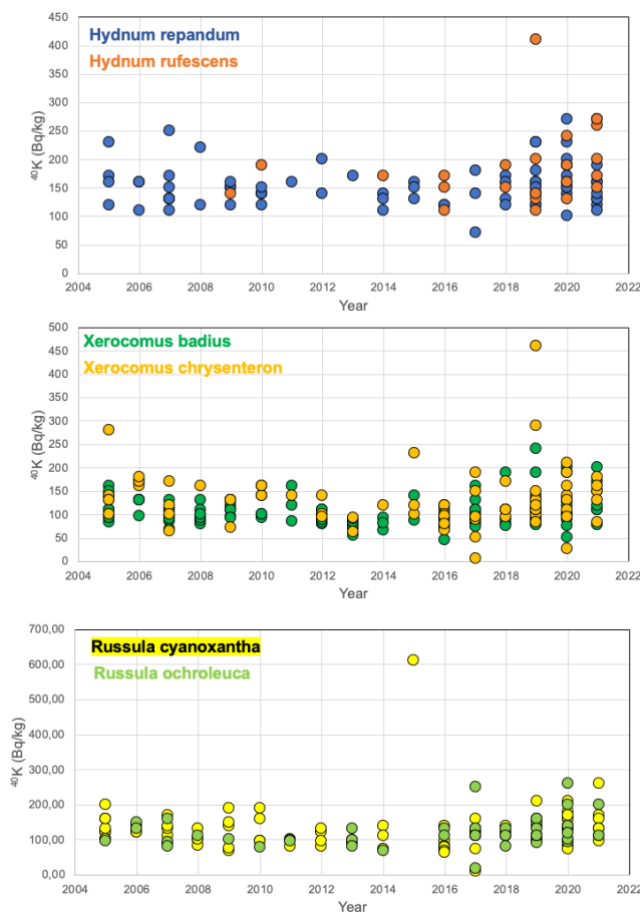 Hydnum repandum
Hydnum rufescens
450
400
350
300
250
200
150
100
50
0
⁴⁰K (Bq/kg)
2004 2006 2008 2010 2012 2014 2016 2018 2020 2022
Year
Xerocomus badius
Xerocomus chrysenteron
500
450
400
350
300
250
200
150
100
50
0
⁴⁰K (Bq/kg)
2004 2006 2008 2010 2012 2014 2016 2018 2020 2022
Year
Russula cyanoxantha
Russula ochroleuca
700,00
600,00
500,00
400,00
300,00
200,00
100,00
0,00
⁴⁰K (Bq/kg)
2004 2006 2008 2010 2012 2014 2016 2018 2020 2022
Year